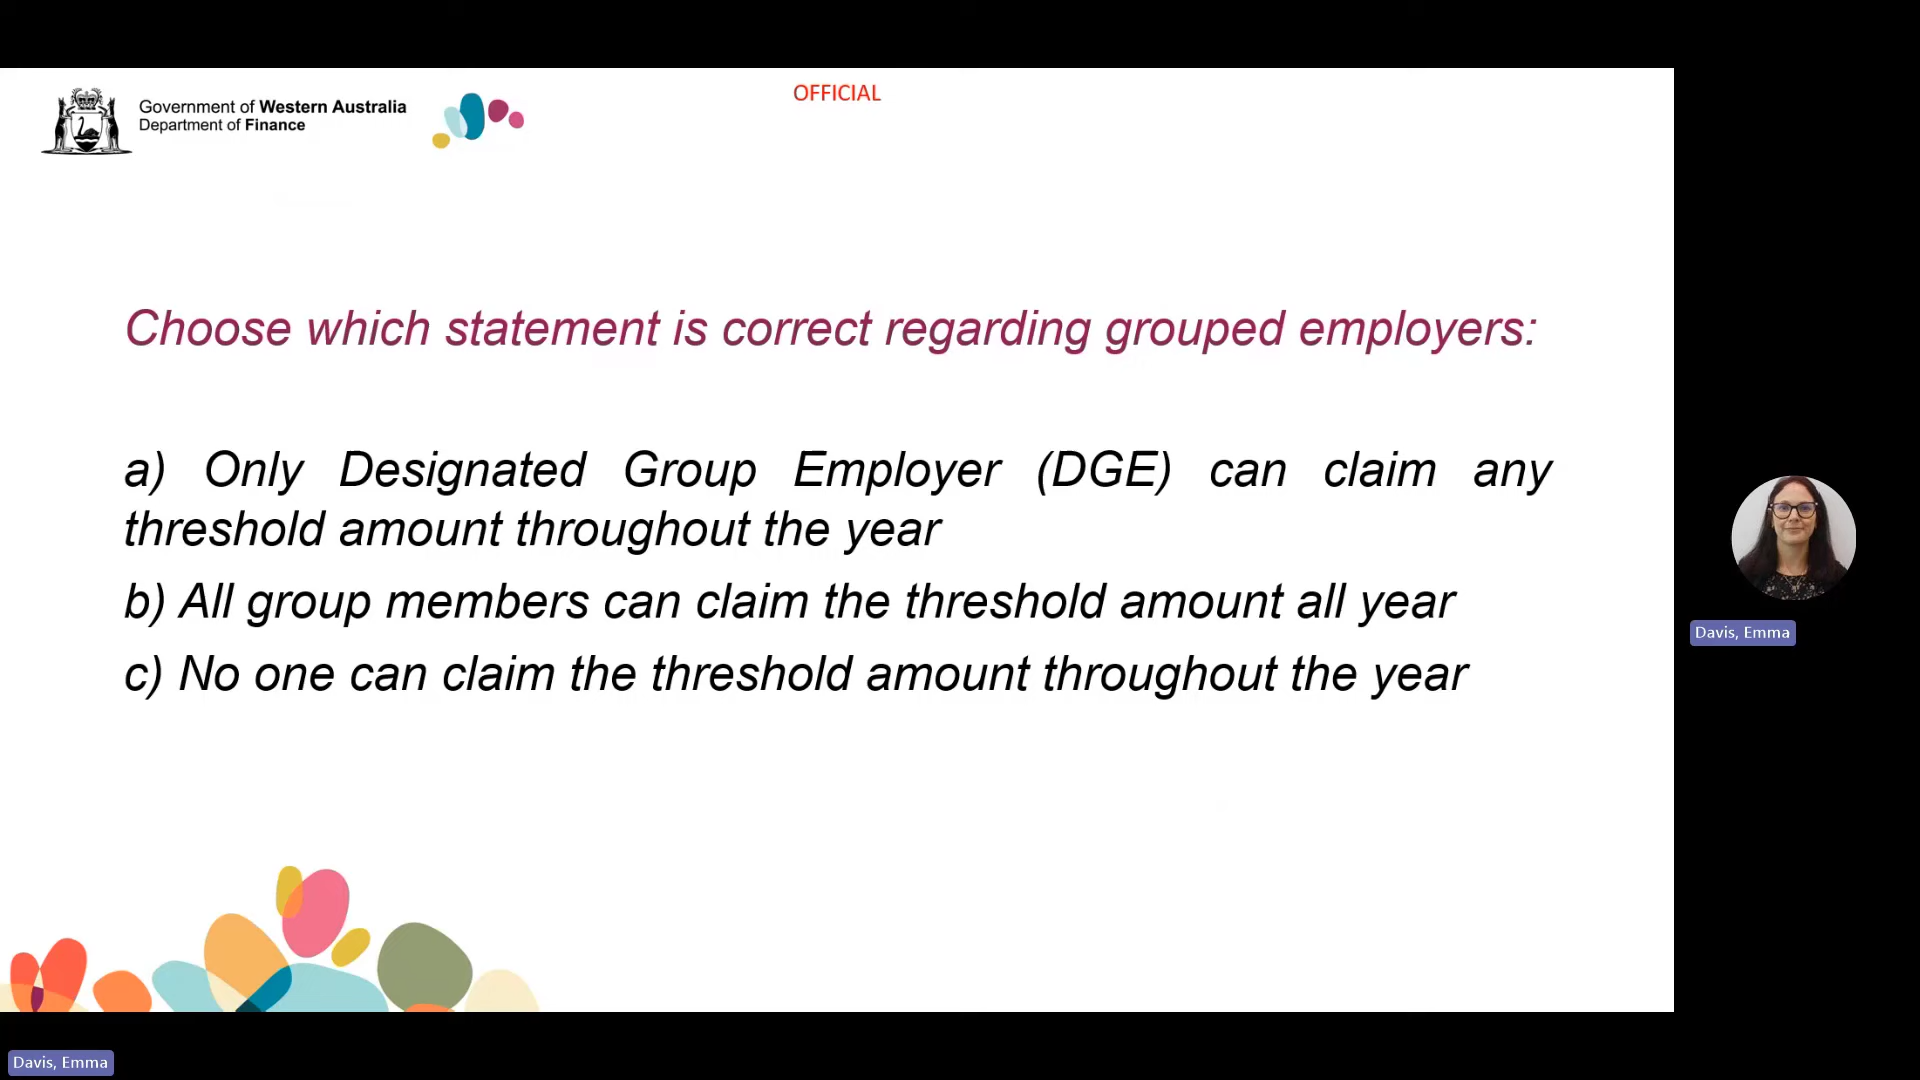 OFFICIAL
Government of Western Australia
Department of Finance
Choose which statement is correct regarding grouped employers:
a) Only Designated Group Employer (DGE) can claim any
threshold amount throughout the year
b) All group members can claim the threshold amount all year
c) No one can claim the threshold amount throughout the year
Davis, Emma
Davis, Emma